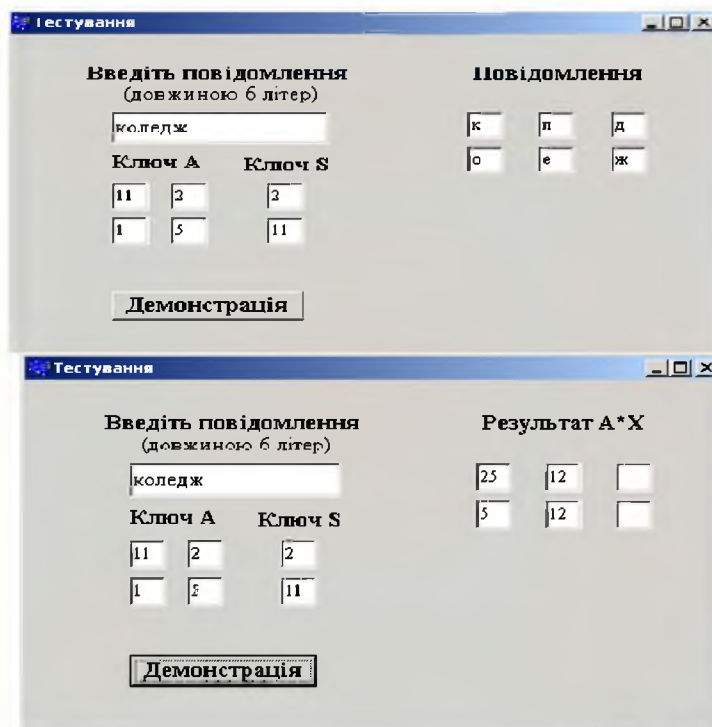 Тестування
Введіть повідомлення
(довжиною 6 літер)
коледж
Ключ А Ключ S
11 2 2
1 5 11
Демонстрація
Повідомлення
к л д
о е ж
Тестування
Введіть повідомлення
(довжиною 6 літер)
коледж
Ключ А Ключ S
11 2 2
1 5 11
Демонстрація
Результат A*X
25 12
5 12